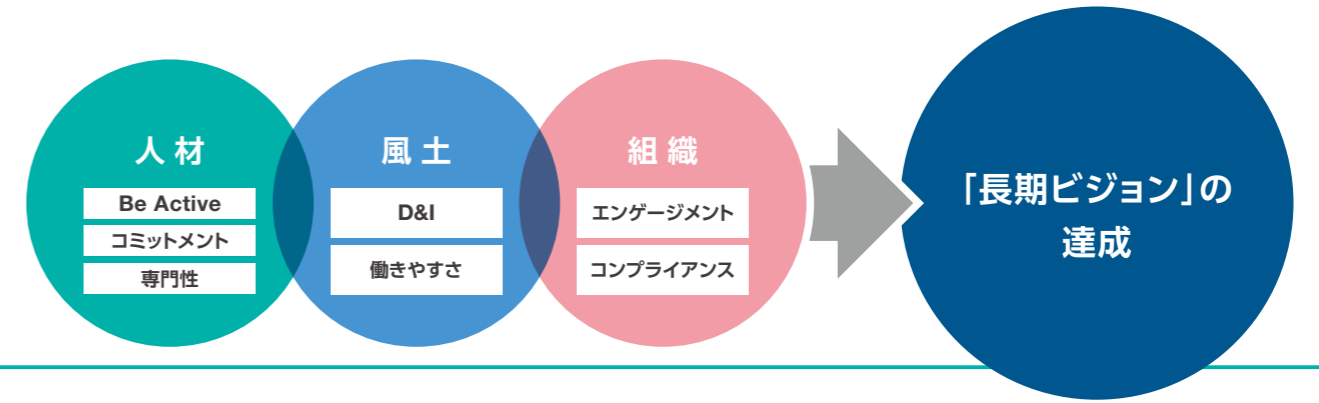 人材
Be Active
コミットメント
専門性
風土
D&I
働きやすさ
組織
エンゲージメント
コンプライアンス
「長期ビジョン」の
達成